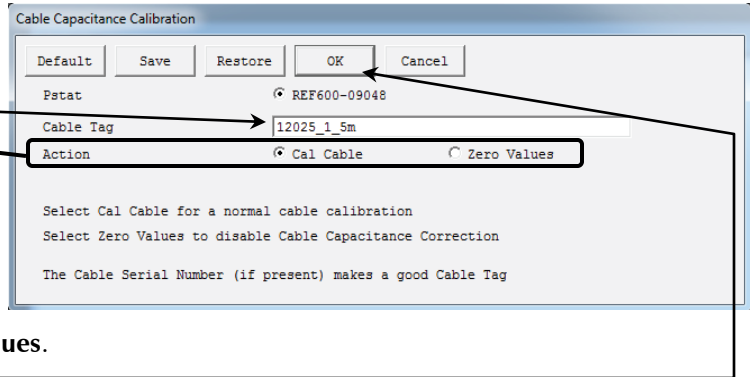 Cable Capacitance Calibration
Default Save Restore OK Cancel
Pstat REF600-09048
Cable Tag 12025_1_5m
Action Cal Cable Zero Values
Select Cal Cable for a normal cable calibration
Select Zero Values to disable Cable Capacitance Correction
The Cable Serial Number (if present) makes a good Cable Tag
ues.